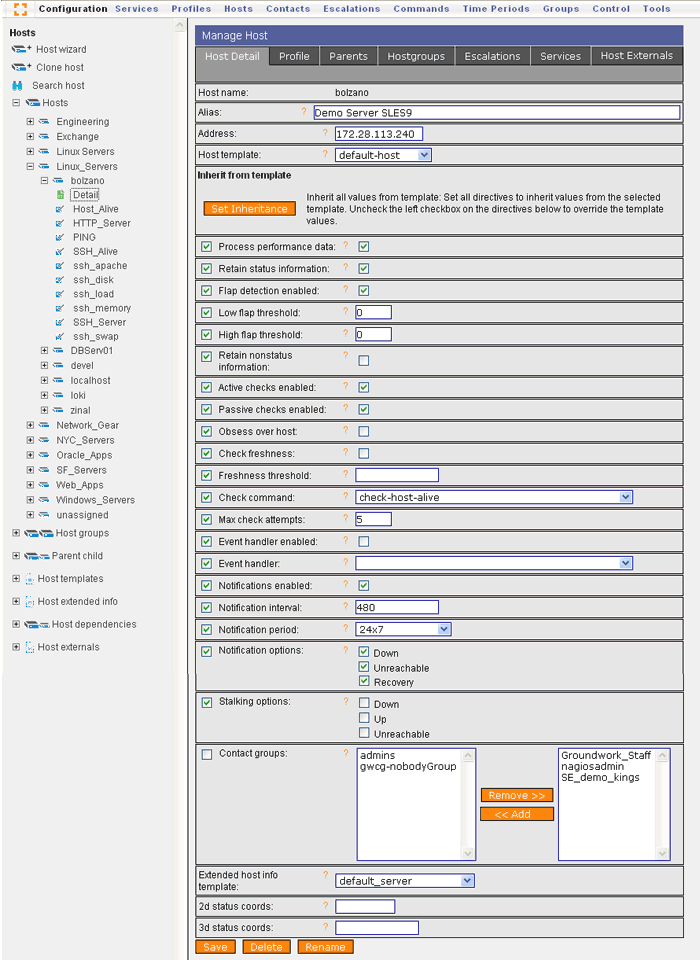 Configuration Services Profiles Hosts Contacts Escalations Commands Time Periods Groups Control Tools
Hosts
Host wizard
Clone host
Search host
Hosts
Engineering
Exchange
Linux Servers
Linux_Servers
bolzano
Detail
Host_Alive
HTTP_Server
PING
SSH_Alive
ssh_apache
ssh_disk
ssh_load
ssh_memory
SSH_Server
ssh_swap
DBServ01
devel
localhost
loki
zinal
Network_Gear
NYC_Servers
Oracle_Apps
SF_Servers
Web_Apps
Windows_Servers
unassigned
Host groups
Parent child
Host templates
Host extended info
Host dependencies
Host externals
Manage Host
Host Detail Profile Parents Hostgroups Escalations Services Host Externals
Host name: bolzano
Alias: ? Demo Server SLES9
Address: ? 172.28.113.240
Host template: ? default-host
Inherit from template
Set Inheritance
Inherit all values from template: Set all directives to inherit values from the selected
template. Uncheck the left checkbox on the directives below to override the template
values.
Process performance data: ?
Retain status information: ?
Flap detection enabled: ?
Low flap threshold: ? 0
High flap threshold: ? 0
Retain nonstatus ?
information:
Active checks enabled: ?
Passive checks enabled: ?
Obsess over host: ?
Check freshness: ?
Freshness threshold: ?
Check command: ? check-host-alive
Max check attempts: ? 5
Event handler enabled: ?
Event handler: ?
Notifications enabled: ?
Notification interval: ? 480
Notification period: ? 24x7
Notification options: ? Down
Unreachable
Recovery
Stalking options: ? Down
Up
Unreachable
Contact groups: ?
admins
gwcg-nobodyGroup
Remove >>
<< Add
Groundwork_Staff
nagiosadmin
SE_demo_kings
Extended host info ?
template:
default_server
2d status coords: ?
3d status coords: ?
Save Delete Rename